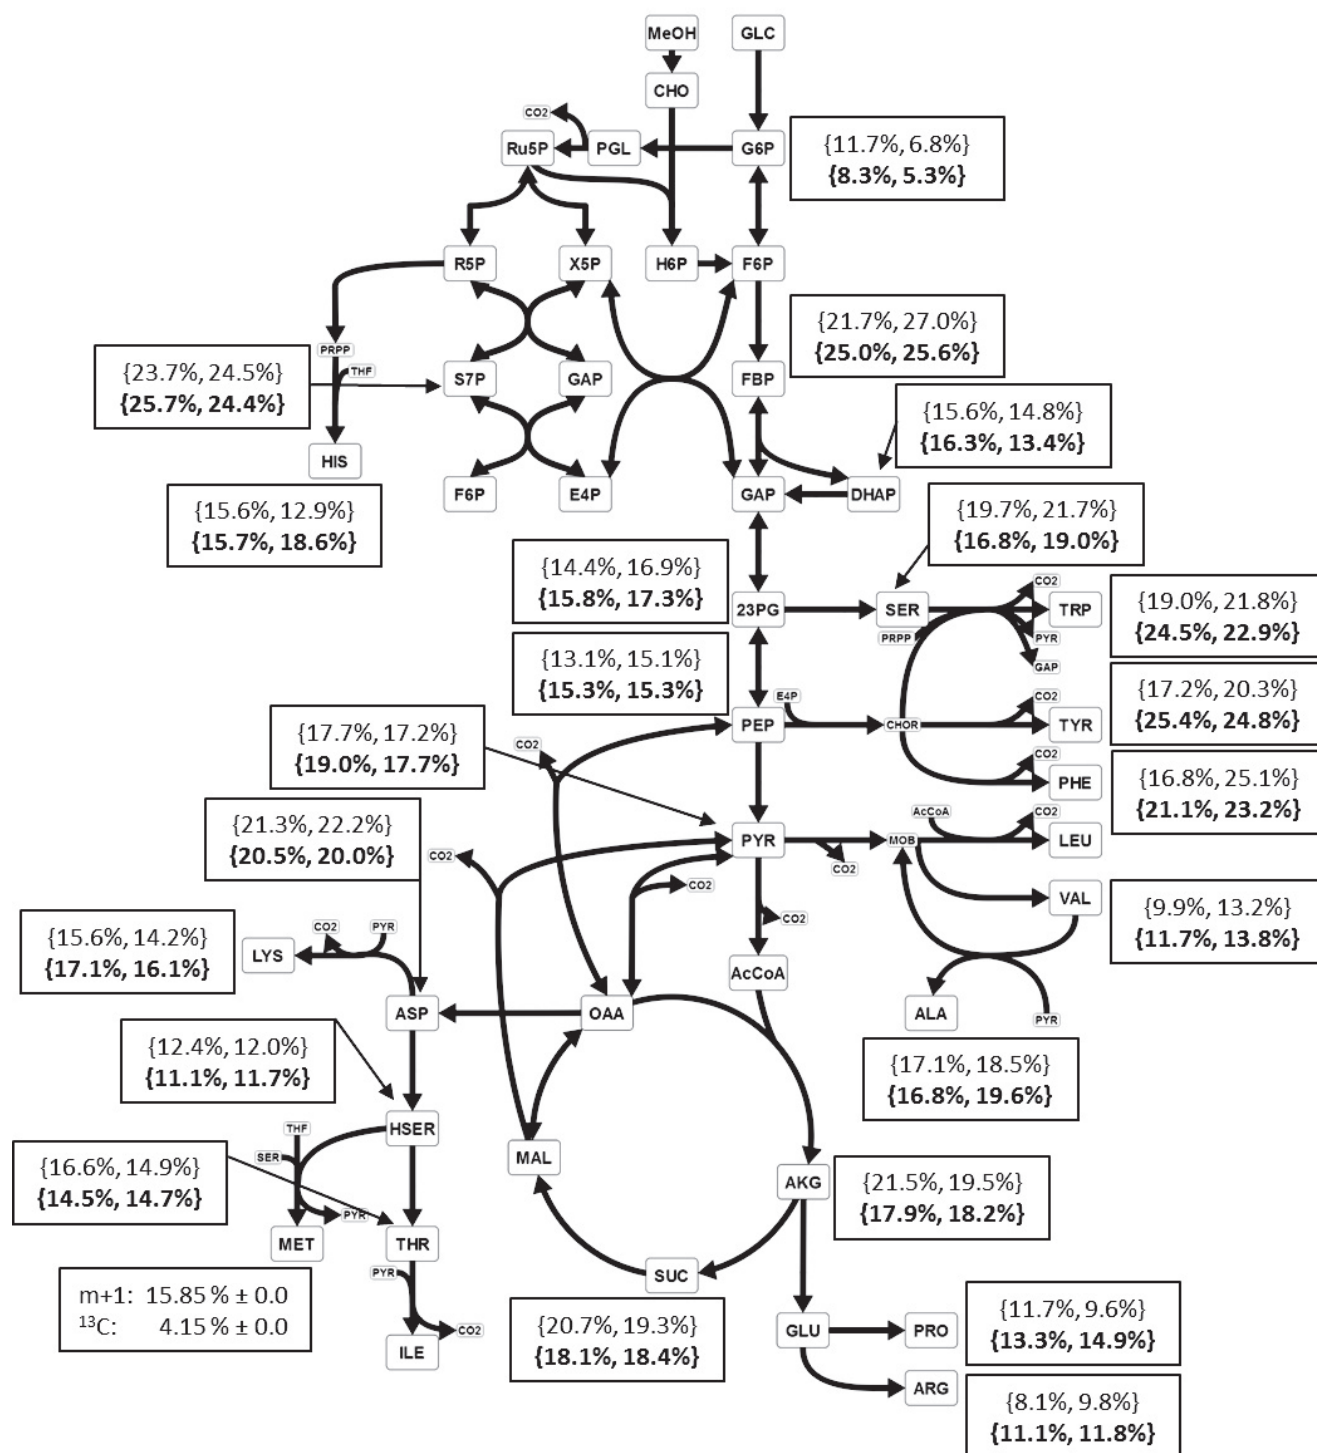 MeOH
GLC
CHO
CO2
Ru5P
PGL
G6P
{11.7%, 6.8%}
{8.3%, 5.3%}
R5P
X5P
H6P
F6P
{21.7%, 27.0%}
{25.0%, 25.6%}
PRPP
THF
{23.7%, 24.5%}
{25.7%, 24.4%}
S7P
GAP
FBP
{15.6%, 14.8%}
{16.3%, 13.4%}
HIS
F6P
E4P
GAP
DHAP
{15.6%, 12.9%}
{15.7%, 18.6%}
{19.7%, 21.7%}
{16.8%, 19.0%}
{14.4%, 16.9%}
{15.8%, 17.3%}
23PG
SER
CO2
TRP
PRPP
PYR
GAP
{19.0%, 21.8%}
{24.5%, 22.9%}
{13.1%, 15.1%}
{15.3%, 15.3%}
E4P
CO2
PEP
CHOR
TYR
{17.2%, 20.3%}
{25.4%, 24.8%}
{17.7%, 17.2%}
{19.0%, 17.7%}
CO2
CO2
PHE
{16.8%, 25.1%}
{21.1%, 23.2%}
{21.3%, 22.2%}
{20.5%, 20.0%}
CO2
PYR
AcCoA
MOB
CO2
LEU
CO2
CO2
VAL
{9.9%, 13.2%}
{11.7%, 13.8%}
CO2
{15.6%, 14.2%}
{17.1%, 16.1%}
LYS
CO2
PYR
AcCoA
ASP
OAA
ALA
PYR
{12.4%, 12.0%}
{11.1%, 11.7%}
{17.1%, 18.5%}
{16.8%, 19.6%}
HSER
THF
SER
MAL
{16.6%, 14.9%}
{14.5%, 14.7%}
PYR
AKG
{21.5%, 19.5%}
{17.9%, 18.2%}
MET
THR
SUC
PYR
m+1: 15.85 % ± 0.0
13C: 4.15 % ± 0.0
CO2
ILE
{20.7%, 19.3%}
{18.1%, 18.4%}
GLU
PRO
{11.7%, 9.6%}
{13.3%, 14.9%}
ARG
{8.1%, 9.8%}
{11.1%, 11.8%}